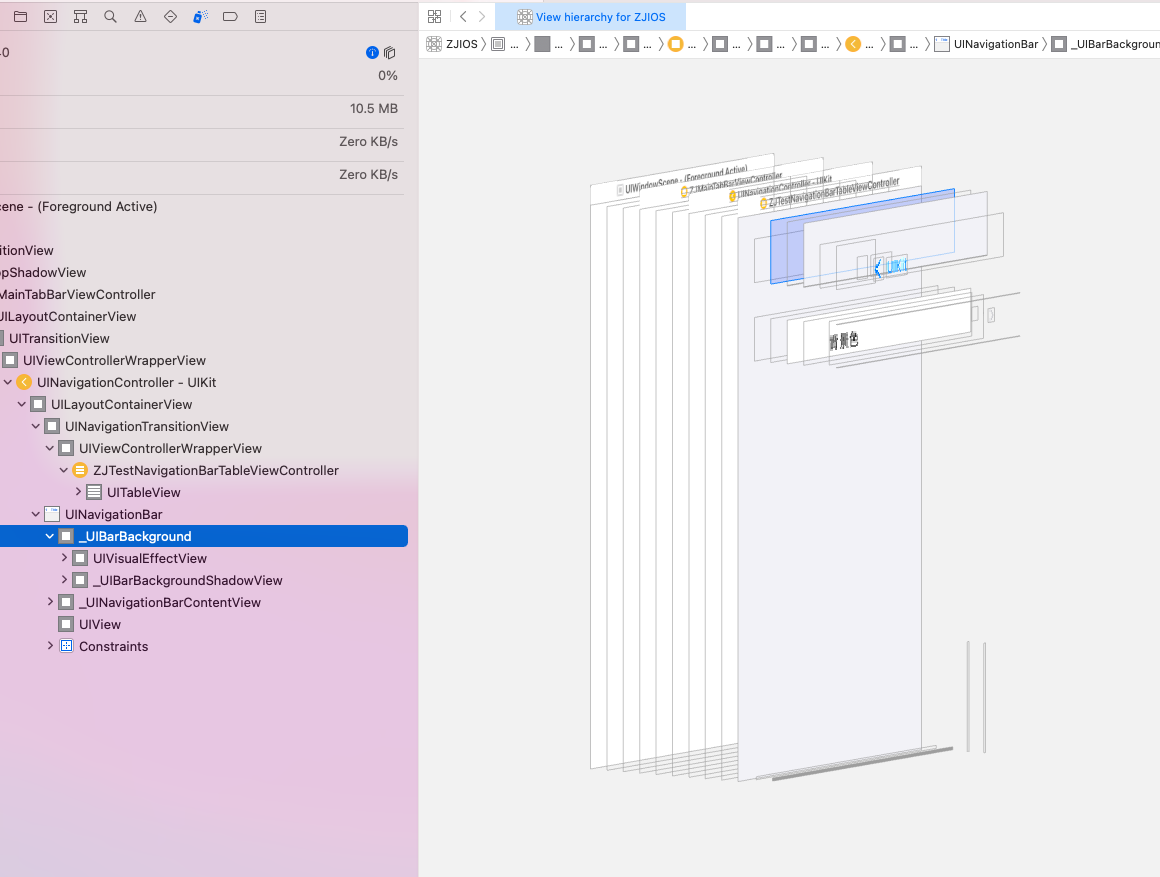 View hierarchy for ZJIOS
ZJIOS
...
...
...
...
...
...
...
...
...
...
UINavigationBar
_UIBarBackgroun
0
0%
10.5 MB
Zero KB/s
Zero KB/s
cene - (Foreground Active)
itionView
opShadowView
MainTabBarViewController
UILayoutContainerView
UITransitionView
UIViewControllerWrapperView
UINavigationController - UIKit
UILayoutContainerView
UINavigationTransitionView
UIViewControllerWrapperView
ZJTestNavigationBarTableViewController
UITableView
UINavigationBar
_UIBarBackground
UIVisualEffectView
_UIBarBackgroundShadowView
_UINavigationBarContentView
UIView
Constraints
UIWindowScene - (Foreground Active)
ZJMainTabBarViewController
UINavigationController - UIKit
ZJTestNavigationBarTableViewController
UIKit
背景色